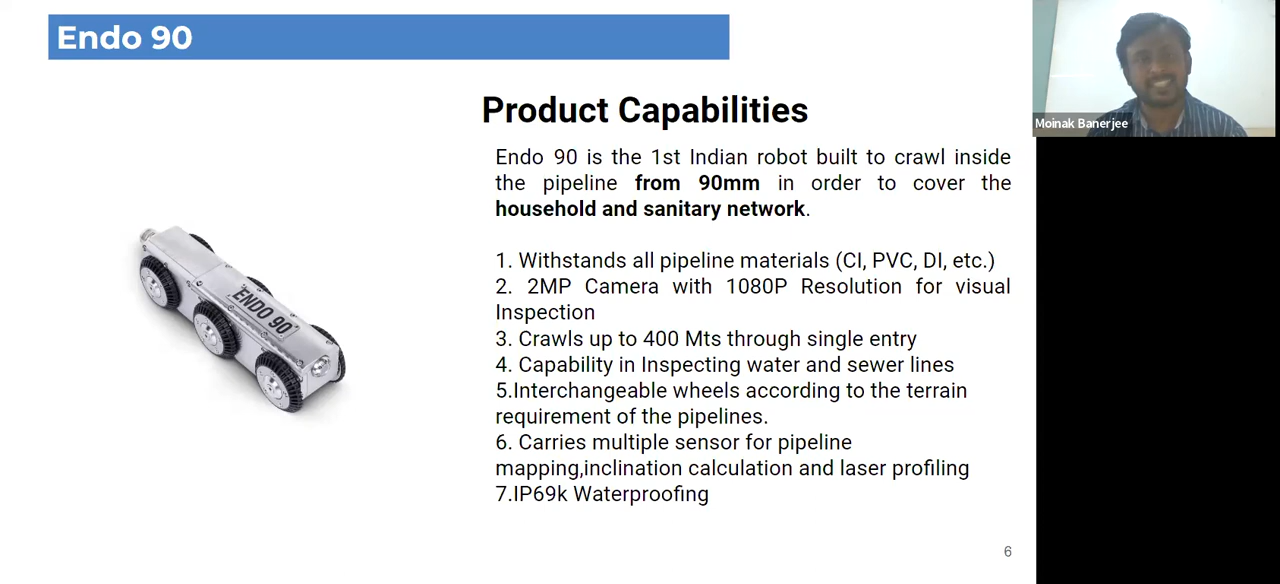 Endo 90
Moinak Banerjee
Product Capabilities
Endo 90 is the 1st Indian robot built to crawl inside
the pipeline from 90mm in order to cover the
household and sanitary network.
1. Withstands all pipeline materials (CI, PVC, DI, etc.)
2. 2MP Camera with 1080P Resolution for visual
Inspection
3. Crawls up to 400 Mts through single entry
4. Capability in Inspecting water and sewer lines
5.Interchangeable wheels according to the terrain
requirement of the pipelines.
6. Carries multiple sensor for pipeline
mapping,inclination calculation and laser profiling
7.IP69k Waterproofing
ENDO 90
6